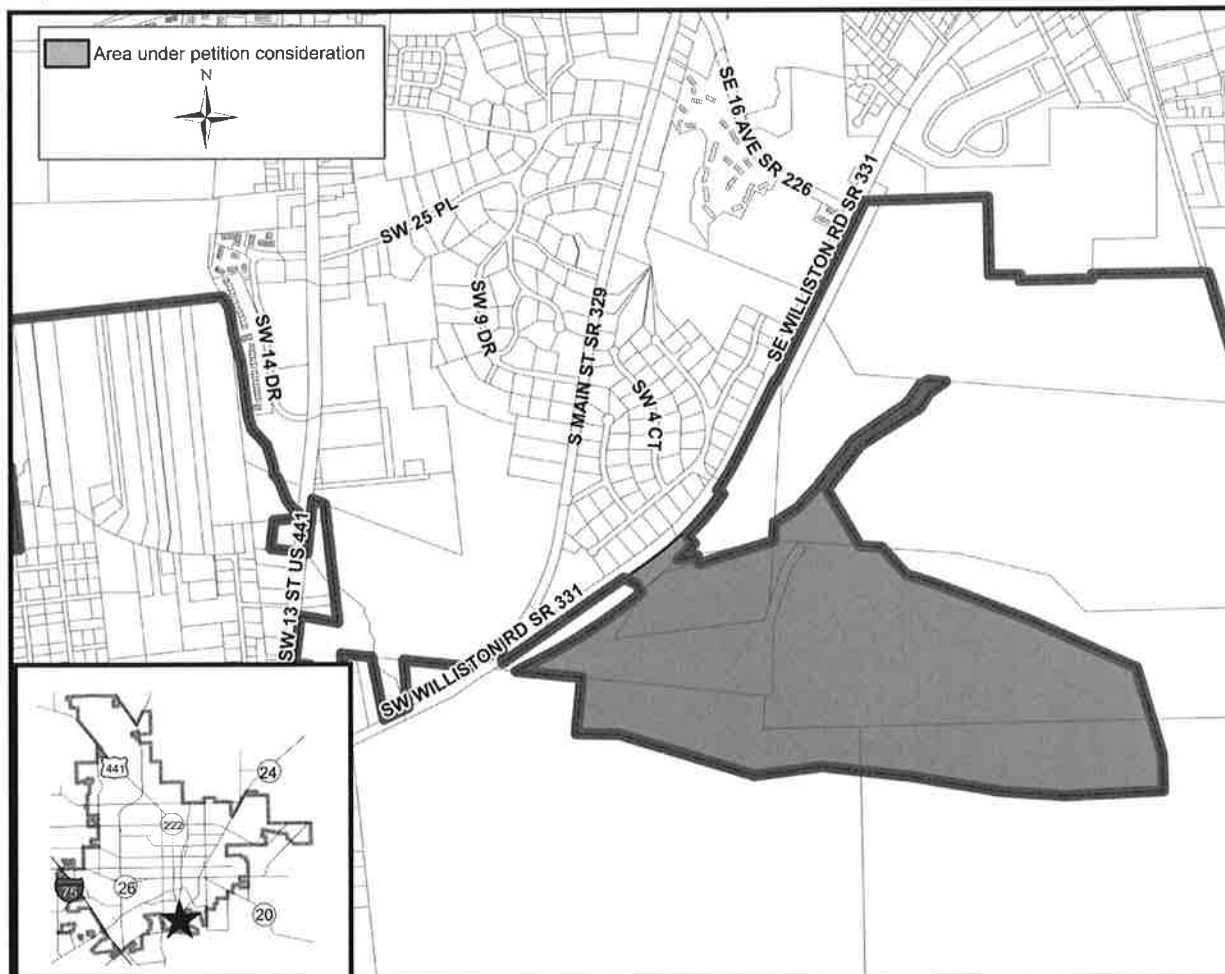 Area under petition consideration
N
SE 16 AVE SR 226
SE WILLISTON RD SR 331
SW 25 PL
SW 9 DR
S MAIN ST SR 329
SW 14 DR
SW 4 CT
SW 13 ST US 441
SW WILLISTON RD SR 331
441
24
222
75
26
20